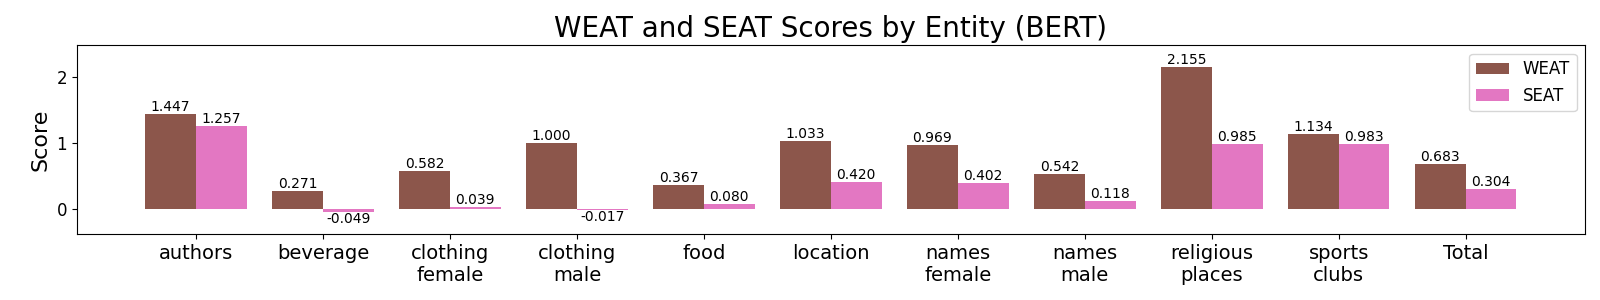 WEAT and SEAT Scores by Entity (BERT)
Score
2
1
0
1.447
1.257
0.271
-0.049
0.582
0.039
1.000
-0.017
0.367
0.080
1.033
0.420
0.969
0.402
0.542
0.118
2.155
0.985
1.134
0.983
0.683
0.304
WEAT
SEAT
authors
beverage
clothing
female
clothing
male
food
location
names
female
names
male
religious
places
sports
clubs
Total